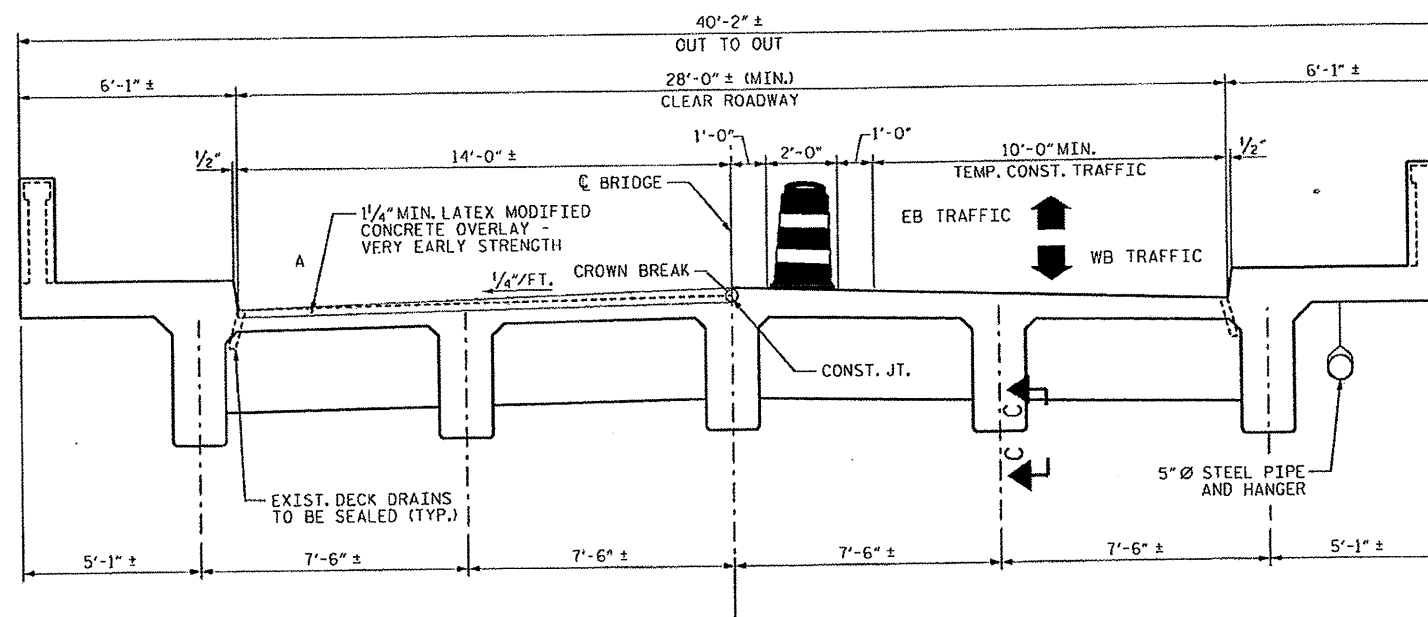 40'-2" ±
OUT TO OUT
6'-1" ±
28'-0" ± (MIN.)
6'-1" ±
CLEAR ROADWAY
1'-0"
1'-0"
1/2"
14'-0" ±
2'-0"
10'-0" MIN.
1/2"
TEMP. CONST. TRAFFIC
℄ BRIDGE
1 1/4" MIN. LATEX MODIFIED
CONCRETE OVERLAY -
VERY EARLY STRENGTH
EB TRAFFIC
A
CROWN BREAK
WB TRAFFIC
1/4"/FT.
CONST. JT.
C
C
5" Ø STEEL PIPE
AND HANGER
EXIST. DECK DRAINS
TO BE SEALED (TYP.)
5'-1" ±
7'-6" ±
7'-6" ±
7'-6" ±
7'-6" ±
5'-1" ±